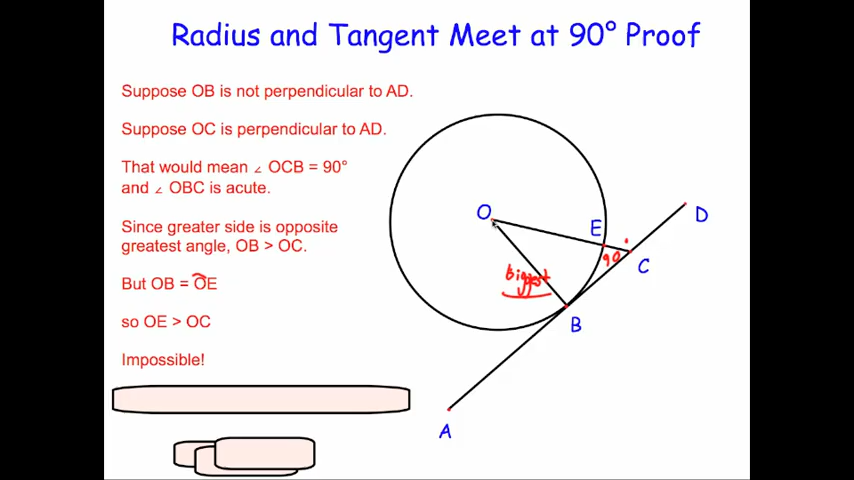 Radius and Tangent Meet at 90° Proof
Suppose OB is not perpendicular to AD.
Suppose OC is perpendicular to AD.
That would mean ∠ OCB = 90°
and ∠ OBC is acute.
Since greater side is opposite
greatest angle, OB > OC.
But OB = OE
so OE > OC
Impossible!
O
E
D
90
C
biggest
B
A